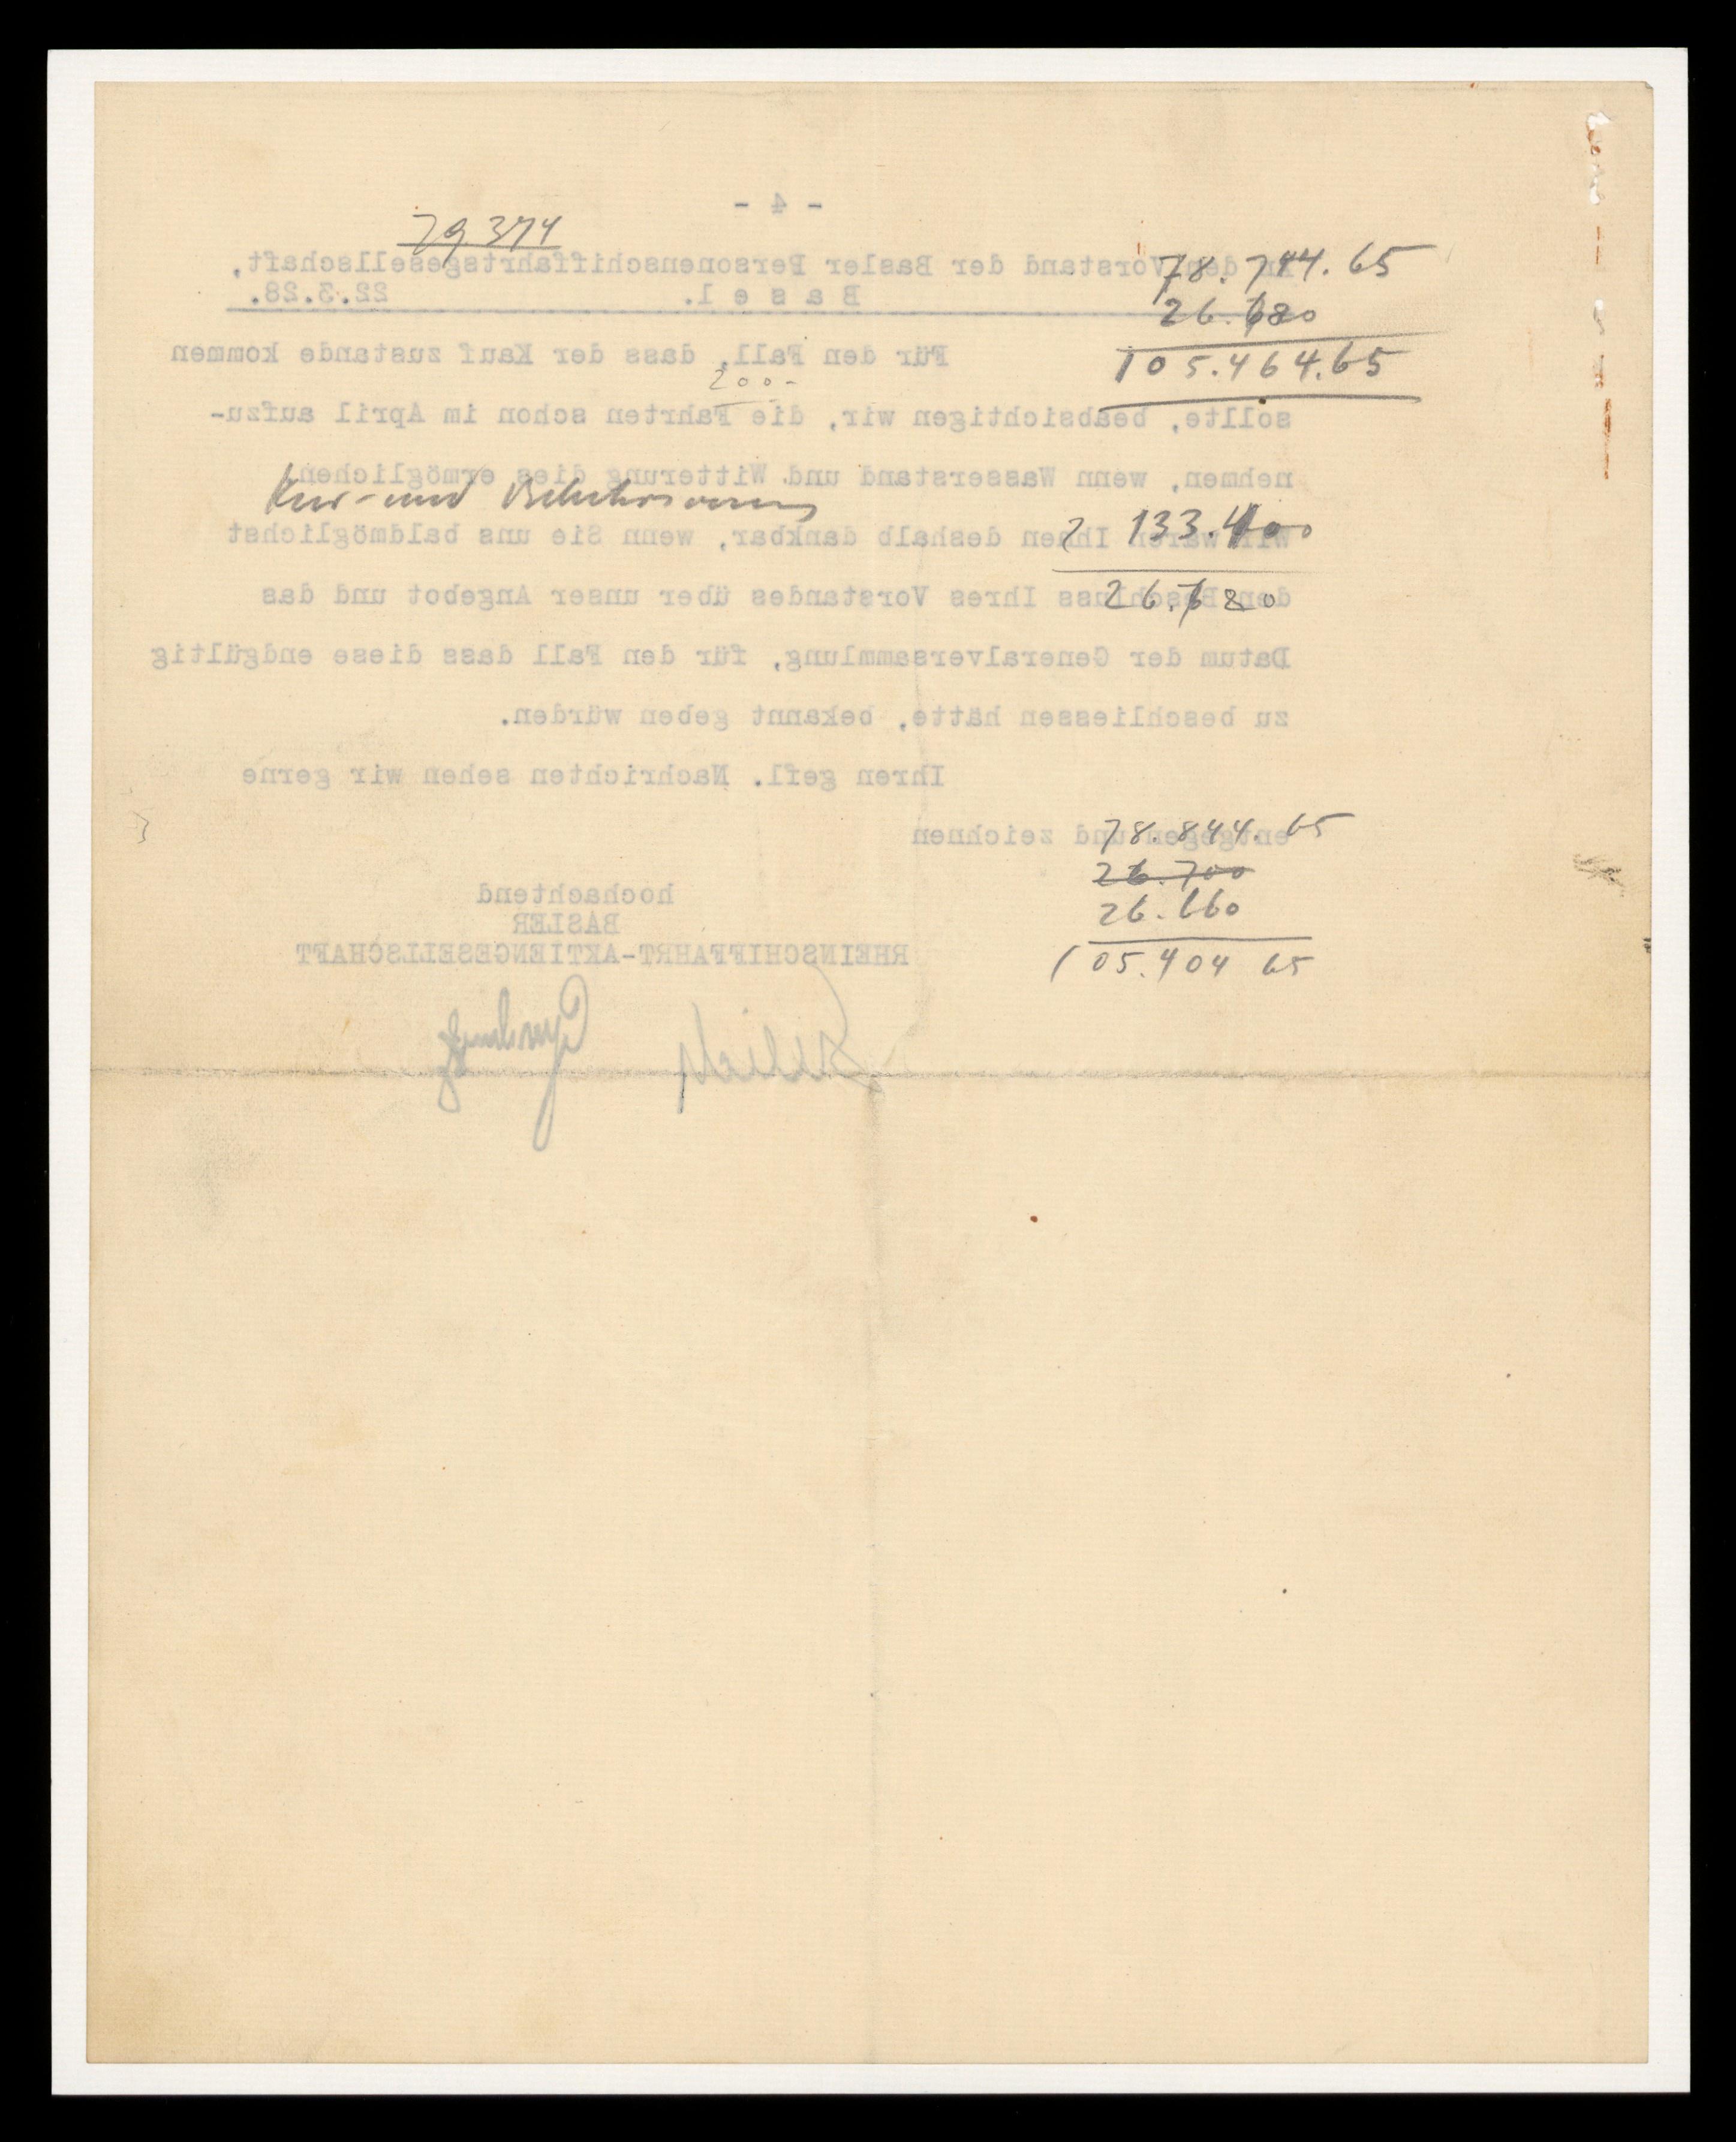 - 4 -
79.374
An den Vorstand der Basler Personenschiffahrtsgesellschaft,
78.744.65
B a s e l. 22.3.28.
26.680
Für den Fall, dass der Kauf zustande kommen
105.464.65
200.-
sollte, beabsichtigen wir, die Fahrten schon im April aufzu-
nehmen, wenn Wasserstand und Witterung dies ermöglichen.
und
2 133.400
Wir wären Ihnen deshalb dankbar, wenn Sie uns baldmöglichst
den Beschluss Ihres Vorstandes über unser Angebot und das
26.680
Datum der Generalversammlung, für den Fall dass diese endgültig
zu beschliessen hätte, bekannt geben würden.
Ihren gefl. Nachrichten sehen wir gerne
entgegen und zeichnen
78.844.65
26.700
hochachtend
26.660
BASLER
RHEINSCHIFFAHRT-AKTIENGESELLSCHAFT
105.404 65